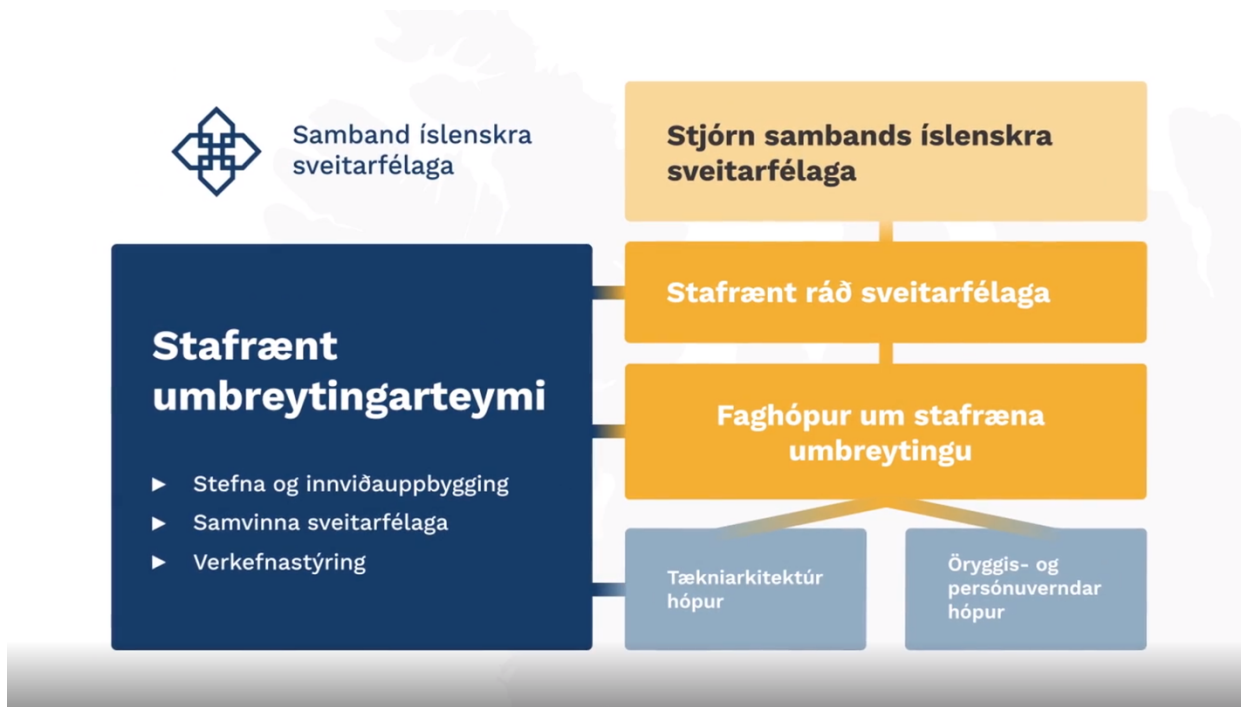 Samband íslenskra
sveitarfélaga
Stjórn sambands íslenskra
sveitarfélaga
Stafrænt ráð sveitarfélaga
Stafrænt
umbreytingarteymi
► Stefna og innviðauppbygging
► Samvinna sveitarfélaga
► Verkefnastýring
Faghópur um stafræna
umbreytingu
Tækniarkitektúr
hópur
Öryggis- og
persónuverndar
hópur